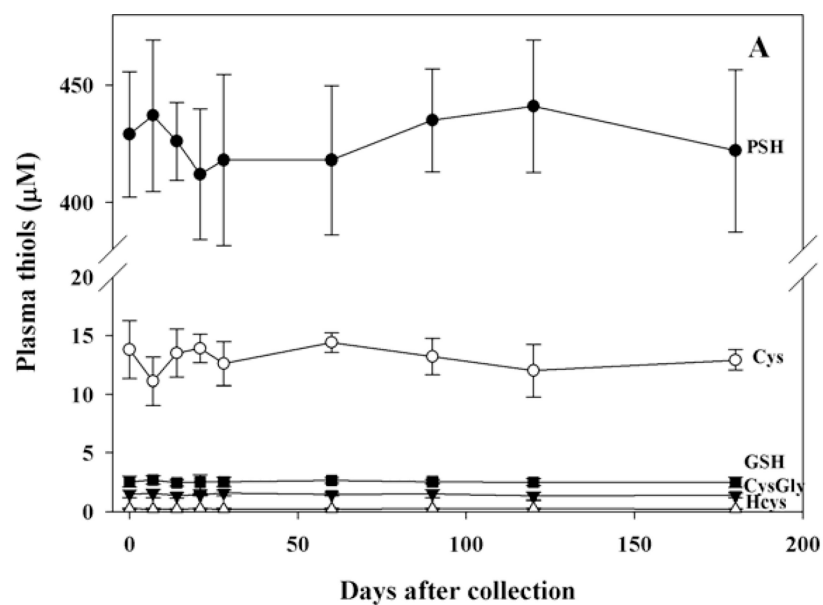 A
Plasma thiols (μM)
450
400
20
15
10
5
0
PSH
Cys
GSH
CysGly
Hcys
0 50 100 150 200
Days after collection